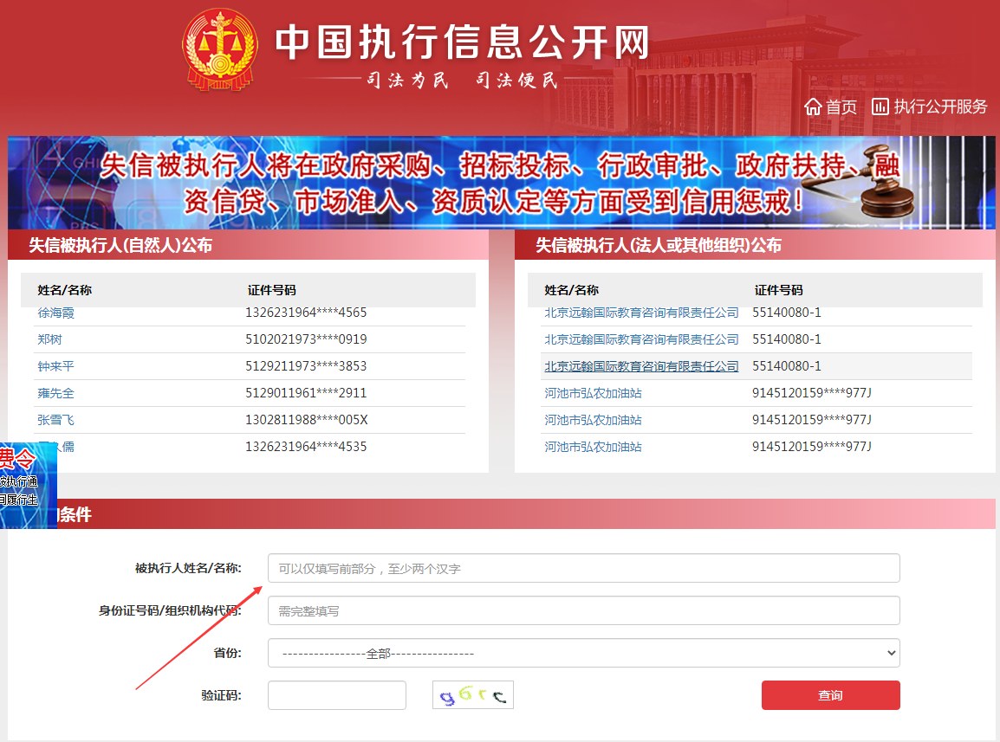 中国执行信息公开网
司法为民 司法便民
首页 执行公开服务
失信被执行人将在政府采购、招标投标、行政审批、政府扶持、融
资信贷、市场准入、资质认定等方面受到信用惩戒！
失信被执行人(自然人)公布
姓名/名称 证件号码
徐海霞 1326231964****4565
郑树 5102021973****0919
钟来平 5129211973****3853
雍先全 5129011961****2911
张雪飞 1302811988****005X
儒 1326231964****4535
失信被执行人(法人或其他组织)公布
姓名/名称 证件号码
北京远翰国际教育咨询有限责任公司 55140080-1
北京远翰国际教育咨询有限责任公司 55140080-1
北京远翰国际教育咨询有限责任公司 55140080-1
河池市弘农加油站 9145120159****977J
河池市弘农加油站 9145120159****977J
河池市弘农加油站 9145120159****977J
费令
按执行通
司履行生
条件
被执行人姓名/名称: 可以仅填写前部分，至少两个汉字
身份证号码/组织机构代码: 需完整填写
省份: ----------------全部----------------
验证码: g6rc 查询